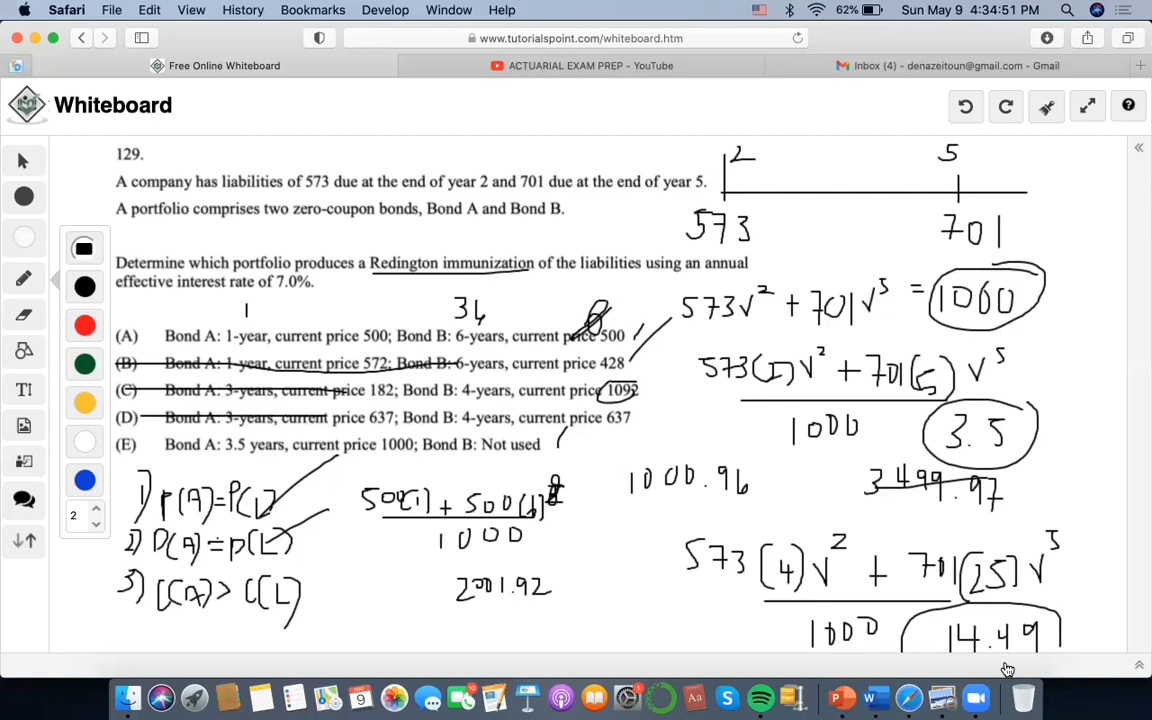 Safari File Edit View History Bookmarks Develop Window Help 62% Sun May 9 4:34:51 PM
www.tutorialspoint.com/whiteboard.htm
Free Online Whiteboard ACTUARIAL EXAM PREP - YouTube Inbox (4) - denazeitoun@gmail.com - Gmail
Whiteboard
129.
A company has liabilities of 573 due at the end of year 2 and 701 due at the end of year 5.
A portfolio comprises two zero-coupon bonds, Bond A and Bond B.
2 5
573 701
Determine which portfolio produces a Redington immunization of the liabilities using an annual
effective interest rate of 7.0%.
1 36
(A) Bond A: 1-year, current price 500; Bond B: 6-years, current price 500
(B) Bond A: 1-year, current price 572; Bond B: 6-years, current price 428
(C) Bond A: 3-years, current price 182; Bond B: 4-years, current price 1092
(D) Bond A: 3-years, current price 637; Bond B: 4-years, current price 637
(E) Bond A: 3.5 years, current price 1000; Bond B: Not used
573v² + 701v⁵ = 1000
573(2)v² + 701(5)v⁵
1000
3.5
1000.96 3499.97
1) P(A)=P(L)
2) D(A)=D(L)
3) C(A)> C(L)
1000
2001.92
573(4)v² + 701(25)v⁵
1000
14.49
2
T
10